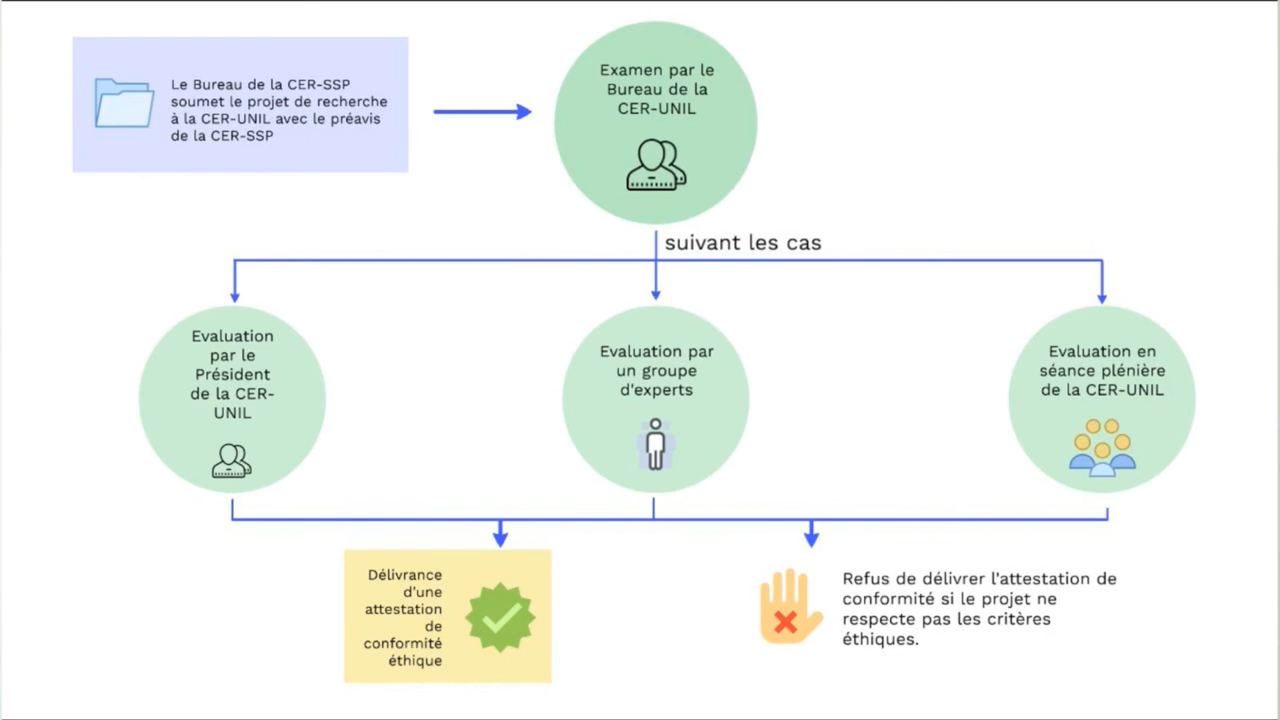 Le Bureau de la CER-SSP
soumet le projet de recherche
à la CER-UNIL avec le préavis
de la CER-SSP
Examen par le
Bureau de la
CER-UNIL
suivant les cas
Evaluation
par le
Président
de la CER-
UNIL
Evaluation par
un groupe
d'experts
Evaluation en
séance plénière
de la CER-UNIL
Délivrance
d'une
attestation
de
conformité
éthique
Refus de délivrer l'attestation de
conformité si le projet ne
respecte pas les critères
éthiques.